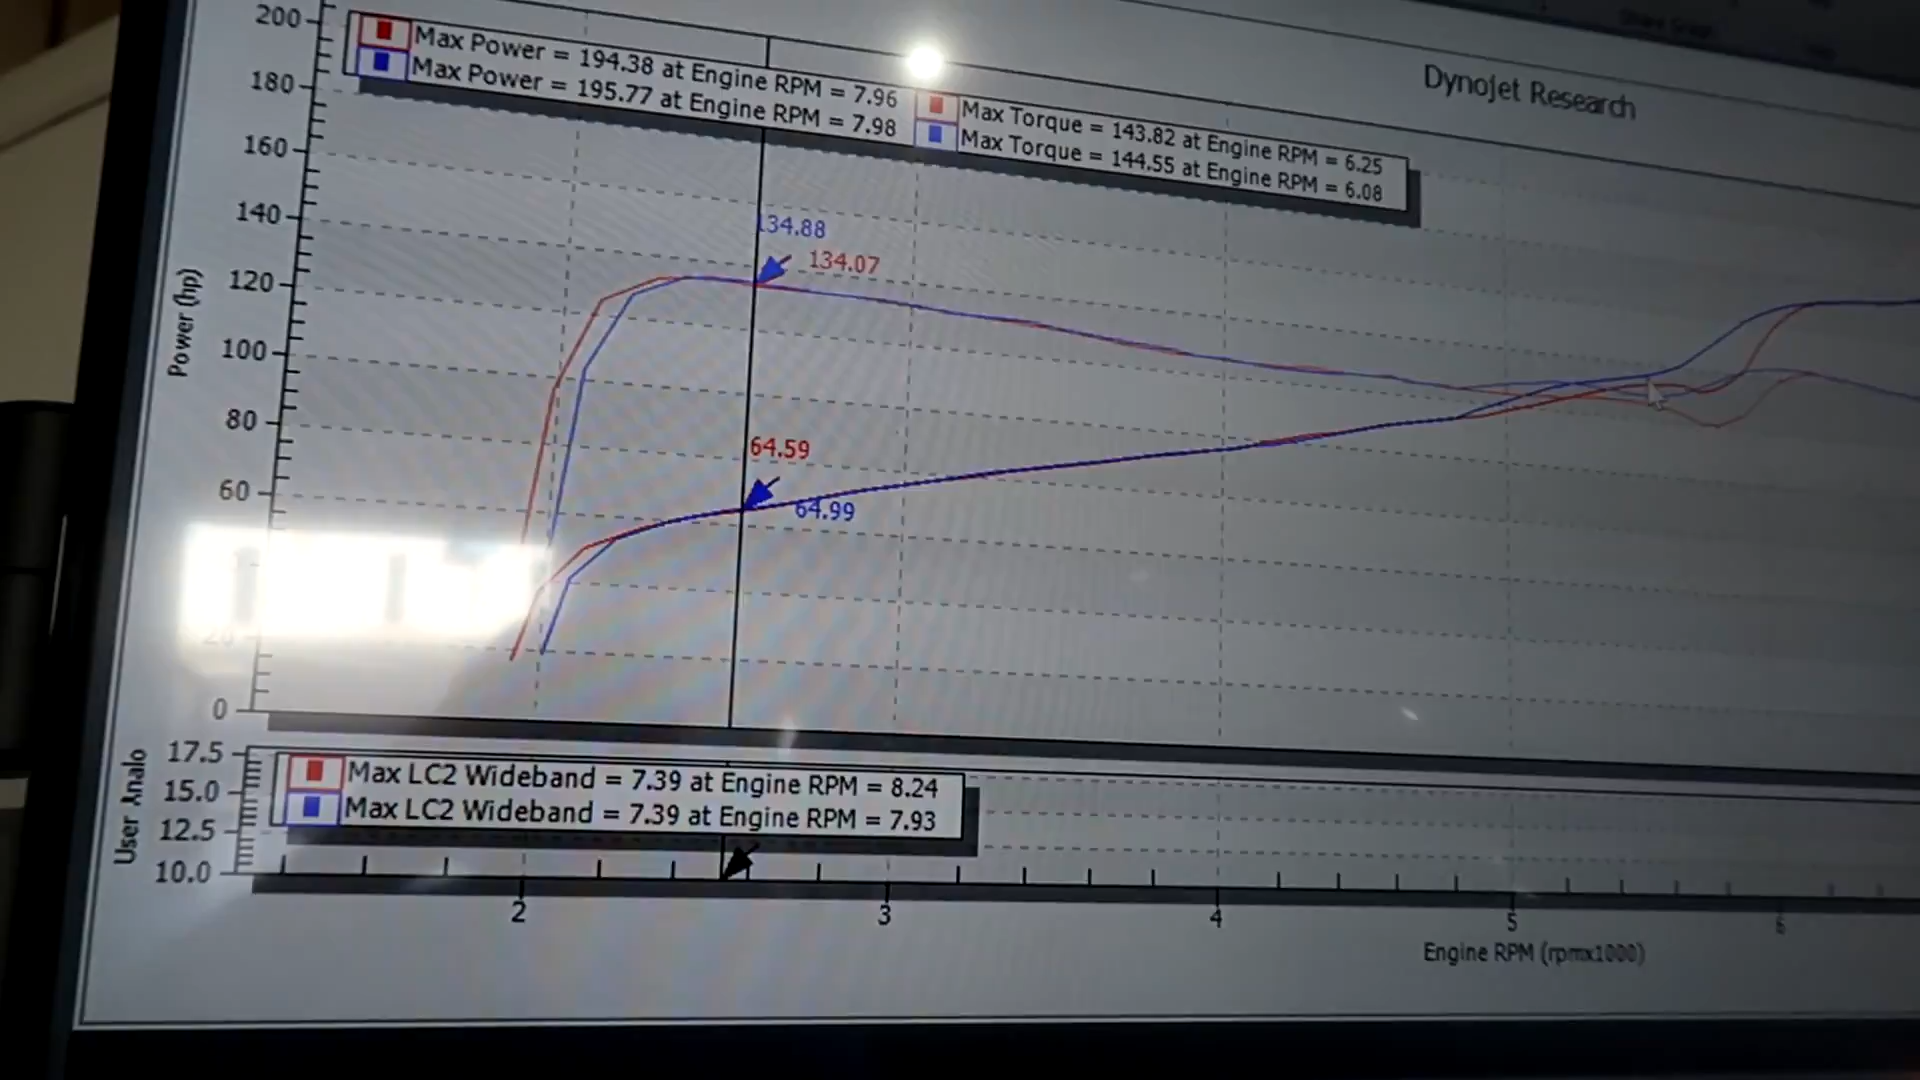 Dynojet Research
200
180
160
140
120
100
80
60
20
0
Power (hp)
Max Power = 194.38 at Engine RPM = 7.96
Max Power = 195.77 at Engine RPM = 7.98
Max Torque = 143.82 at Engine RPM = 6.25
Max Torque = 144.55 at Engine RPM = 6.08
134.88
134.07
64.59
64.99
17.5
15.0
12.5
10.0
User Analo
Max LC2 Wideband = 7.39 at Engine RPM = 8.24
Max LC2 Wideband = 7.39 at Engine RPM = 7.93
2
3
4
5
6
Engine RPM (rpmx1000)